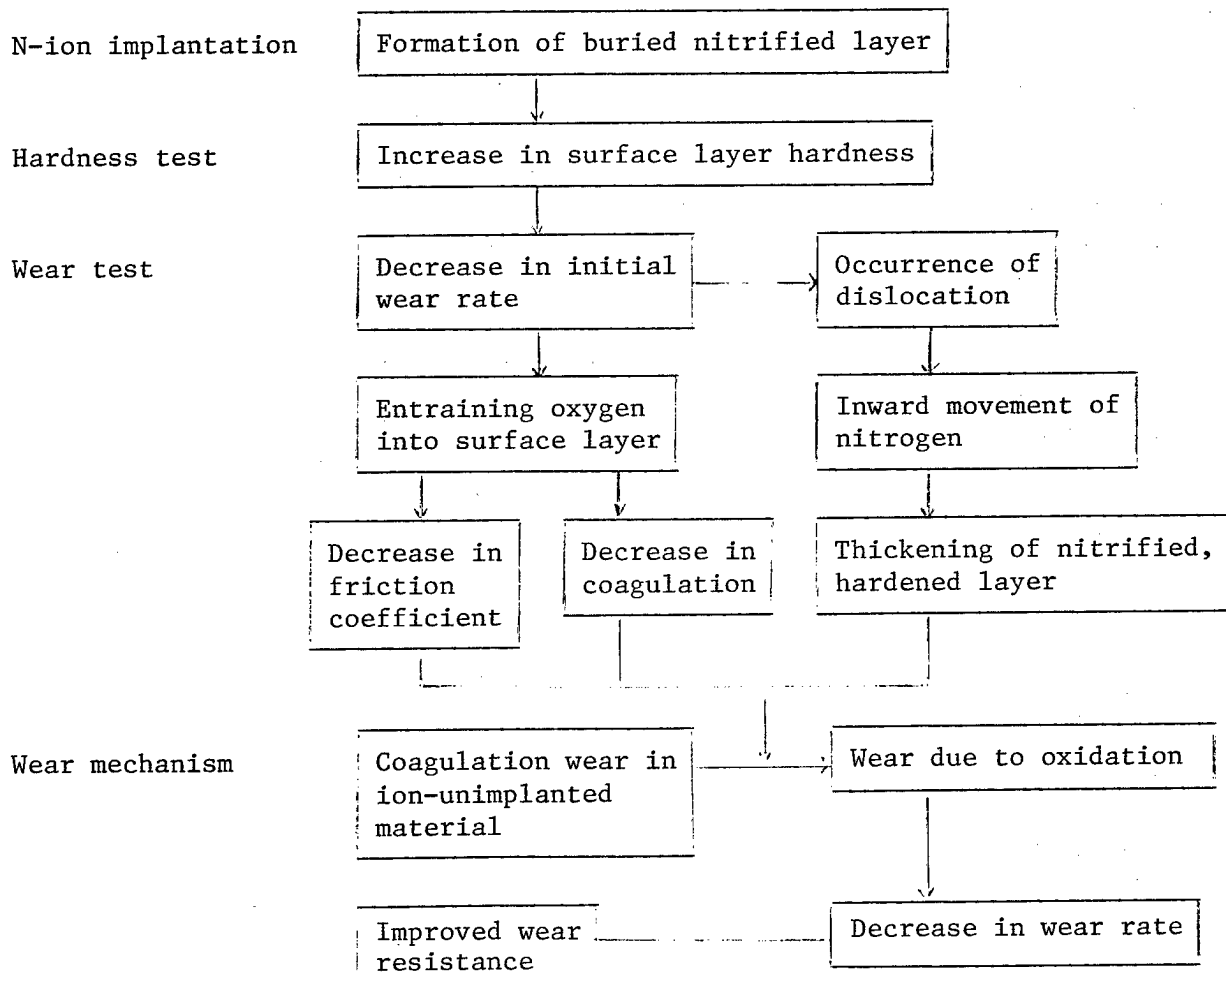 N-ion implantation
Formation of buried nitrified layer
Hardness test
Increase in surface layer hardness
Wear test
Decrease in initial
wear rate
Occurrence of
dislocation
Entraining oxygen
into surface layer
Inward movement of
nitrogen
Decrease in
friction
coefficient
Decrease in
coagulation
Thickening of nitrified,
hardened layer
Wear mechanism
Coagulation wear in
ion-unimplanted
material
Wear due to oxidation
Improved wear
resistance
Decrease in wear rate